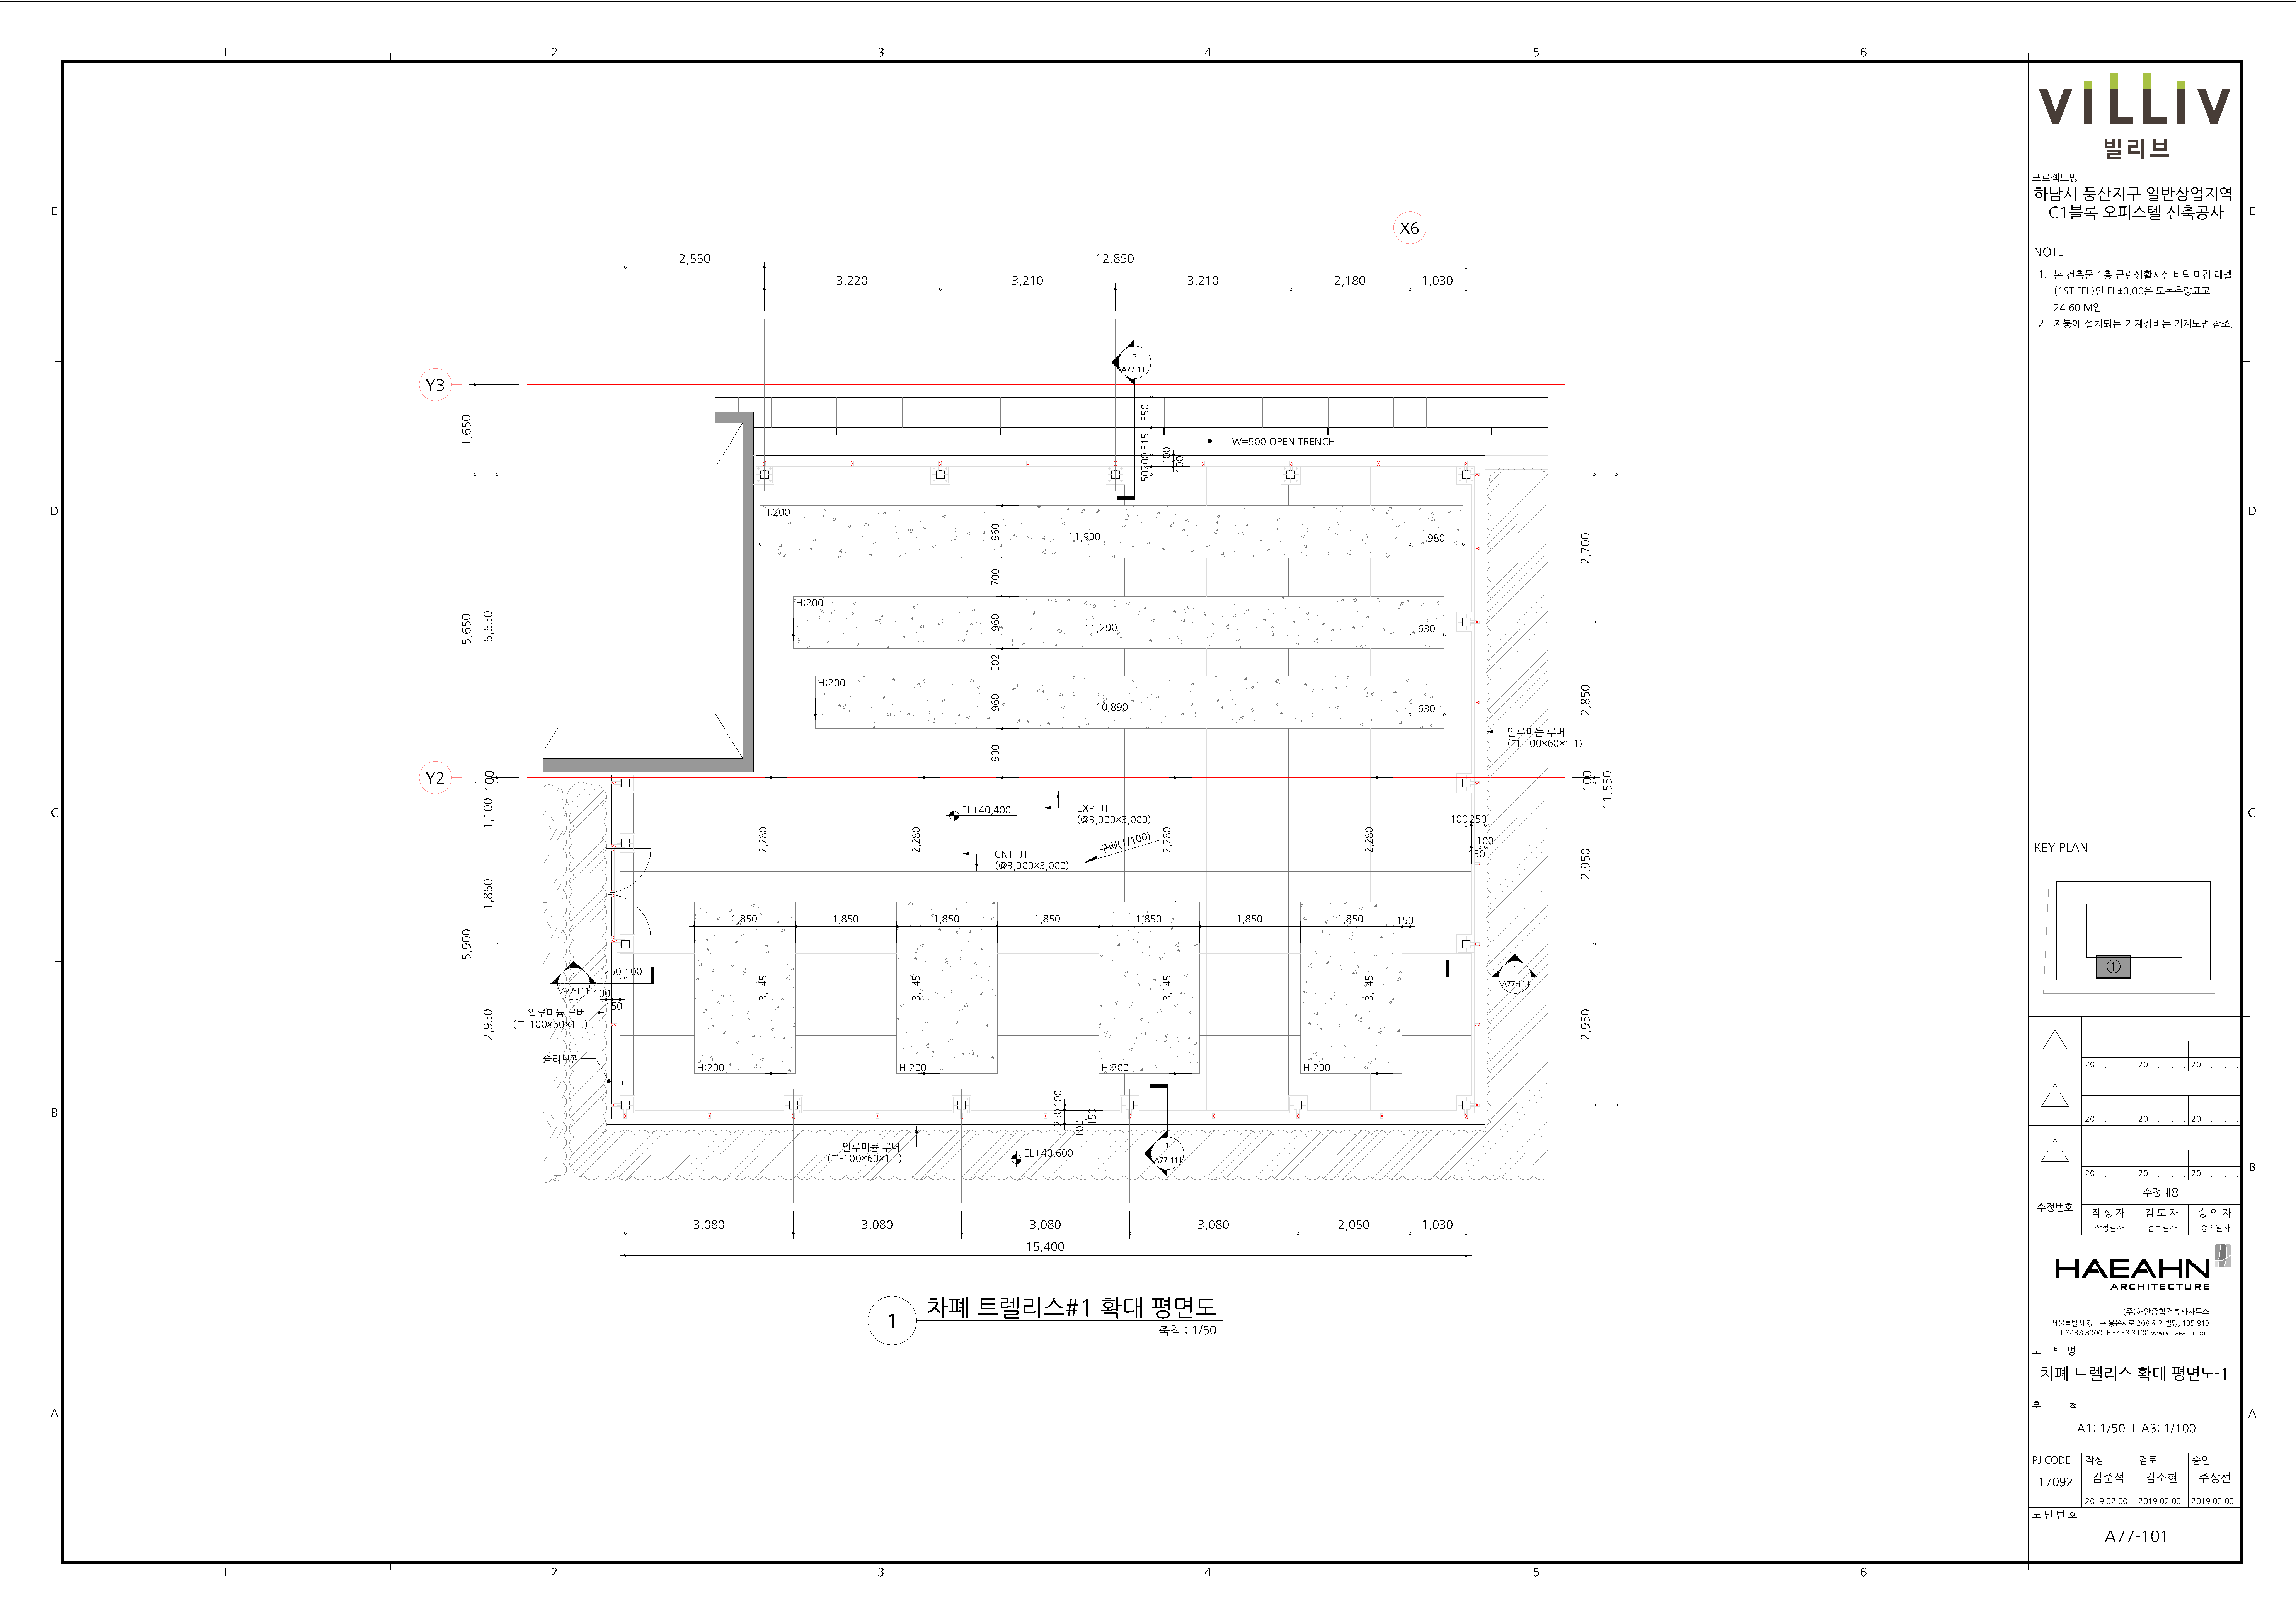 1 2 3 4 5 6
E
D
C
B
A
E
D
C
B
A
X6
2,550 12,850
3,220 3,210 3,210 2,180 1,030
Y3
3
A77-111
1,650
550
515
200
150
100
100
W=500 OPEN TRENCH
H:200
960
11,900 980
700
2,700
H:200
960
11,290 630
5,650
5,550
502
H:200
960
10,890 630
2,850
알루미늄 루버
(□-100×60×1.1)
900
Y2
100
100
11,550
1,100
EL+40,400
EXP. JT
(@3,000×3,000)
100 250
100
150
구배(1/100)
CNT. JT
(@3,000×3,000)
2,280 2,280 2,280 2,280
2,950
1,850
1,850 1,850 1,850 1,850 1,850 1,850 1,850 150
5,900
250 100
1
A77-111
100
150
1
A77-111
3,145 3,145 3,145 3,145
알루미늄 루버
(□-100×60×1.1)
2,950
2,950
슬리브관
H:200 H:200 H:200 H:200
100
250
150
100
알루미늄 루버
(□-100×60×1.1)
EL+40,600
1
A77-111
3,080 3,080 3,080 3,080 2,050 1,030
15,400
1
차폐 트렐리스#1 확대 평면도
축척 : 1/50
1 2 3 4 5 6
VILLIV
빌리브
프로젝트명
하남시 풍산지구 일반상업지역
C1블록 오피스텔 신축공사
NOTE
1. 본 건축물 1층 근린생활시설 바닥 마감 레벨
(1ST FFL)인 EL±0.00은 토목측량표고
24.60 M임.
2. 지붕에 설치되는 기계장비는 기계도면 참조.
KEY PLAN
1
20 . . . 20 . . . 20 . . .
20 . . . 20 . . . 20 . . .
20 . . . 20 . . . 20 . . .
수정번호
수정내용
작 성 자 검 토 자 승 인 자
작성일자 검토일자 승인일자
HAEAHN
ARCHITECTURE
(주)해안종합건축사사무소
서울특별시 강남구 봉은사로 208 해안빌딩, 135-913
T.3438 8000 F.3438 8100 www.haeahn.com
도 면 명
차폐 트렐리스 확대 평면도-1
축 척
A1: 1/50 I A3: 1/100
PJ CODE 작성 검토 승인
17092 김준석 김소현 주상선
2019.02.00. 2019.02.00. 2019.02.00.
도 면 번 호
A77-101